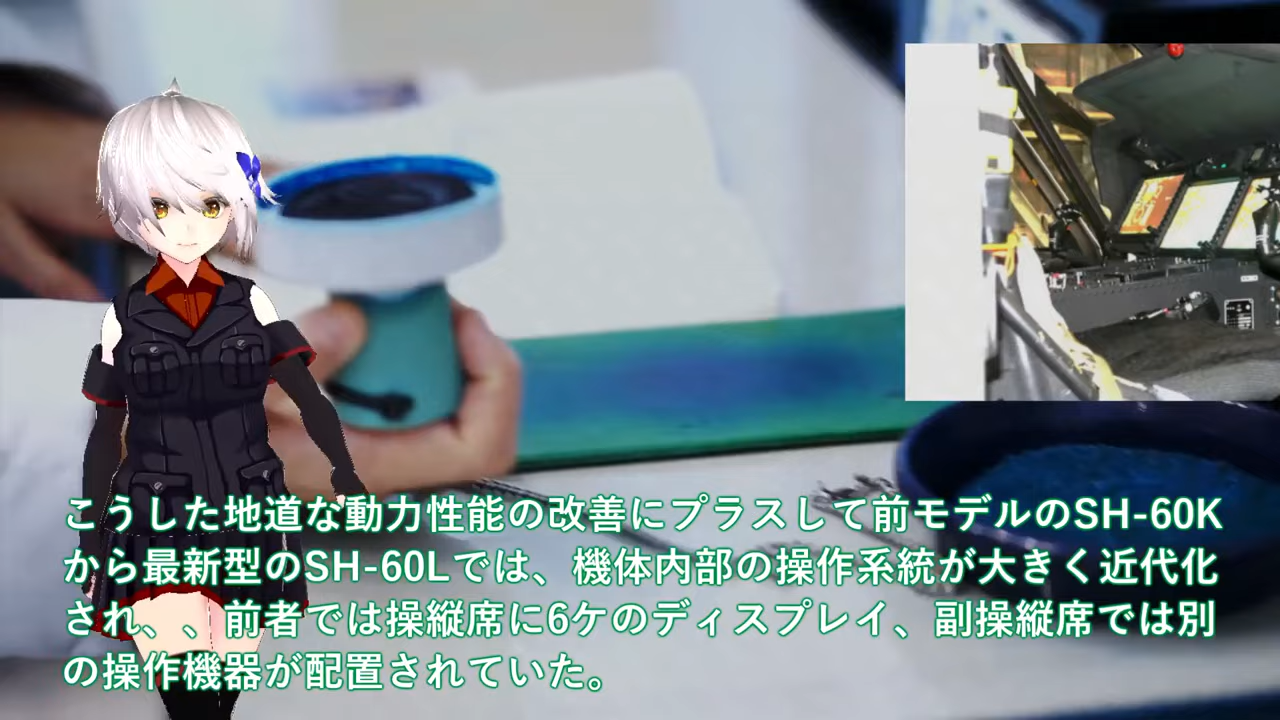 こうした地道な動力性能の改善にプラスして前モデルのSH-60K
から最新型のSH-60Lでは、機体内部の操作系統が大きく近代化
され、、前者では操縦席に6ケのディスプレイ、副操縦席では別
の操作機器が配置されていた。